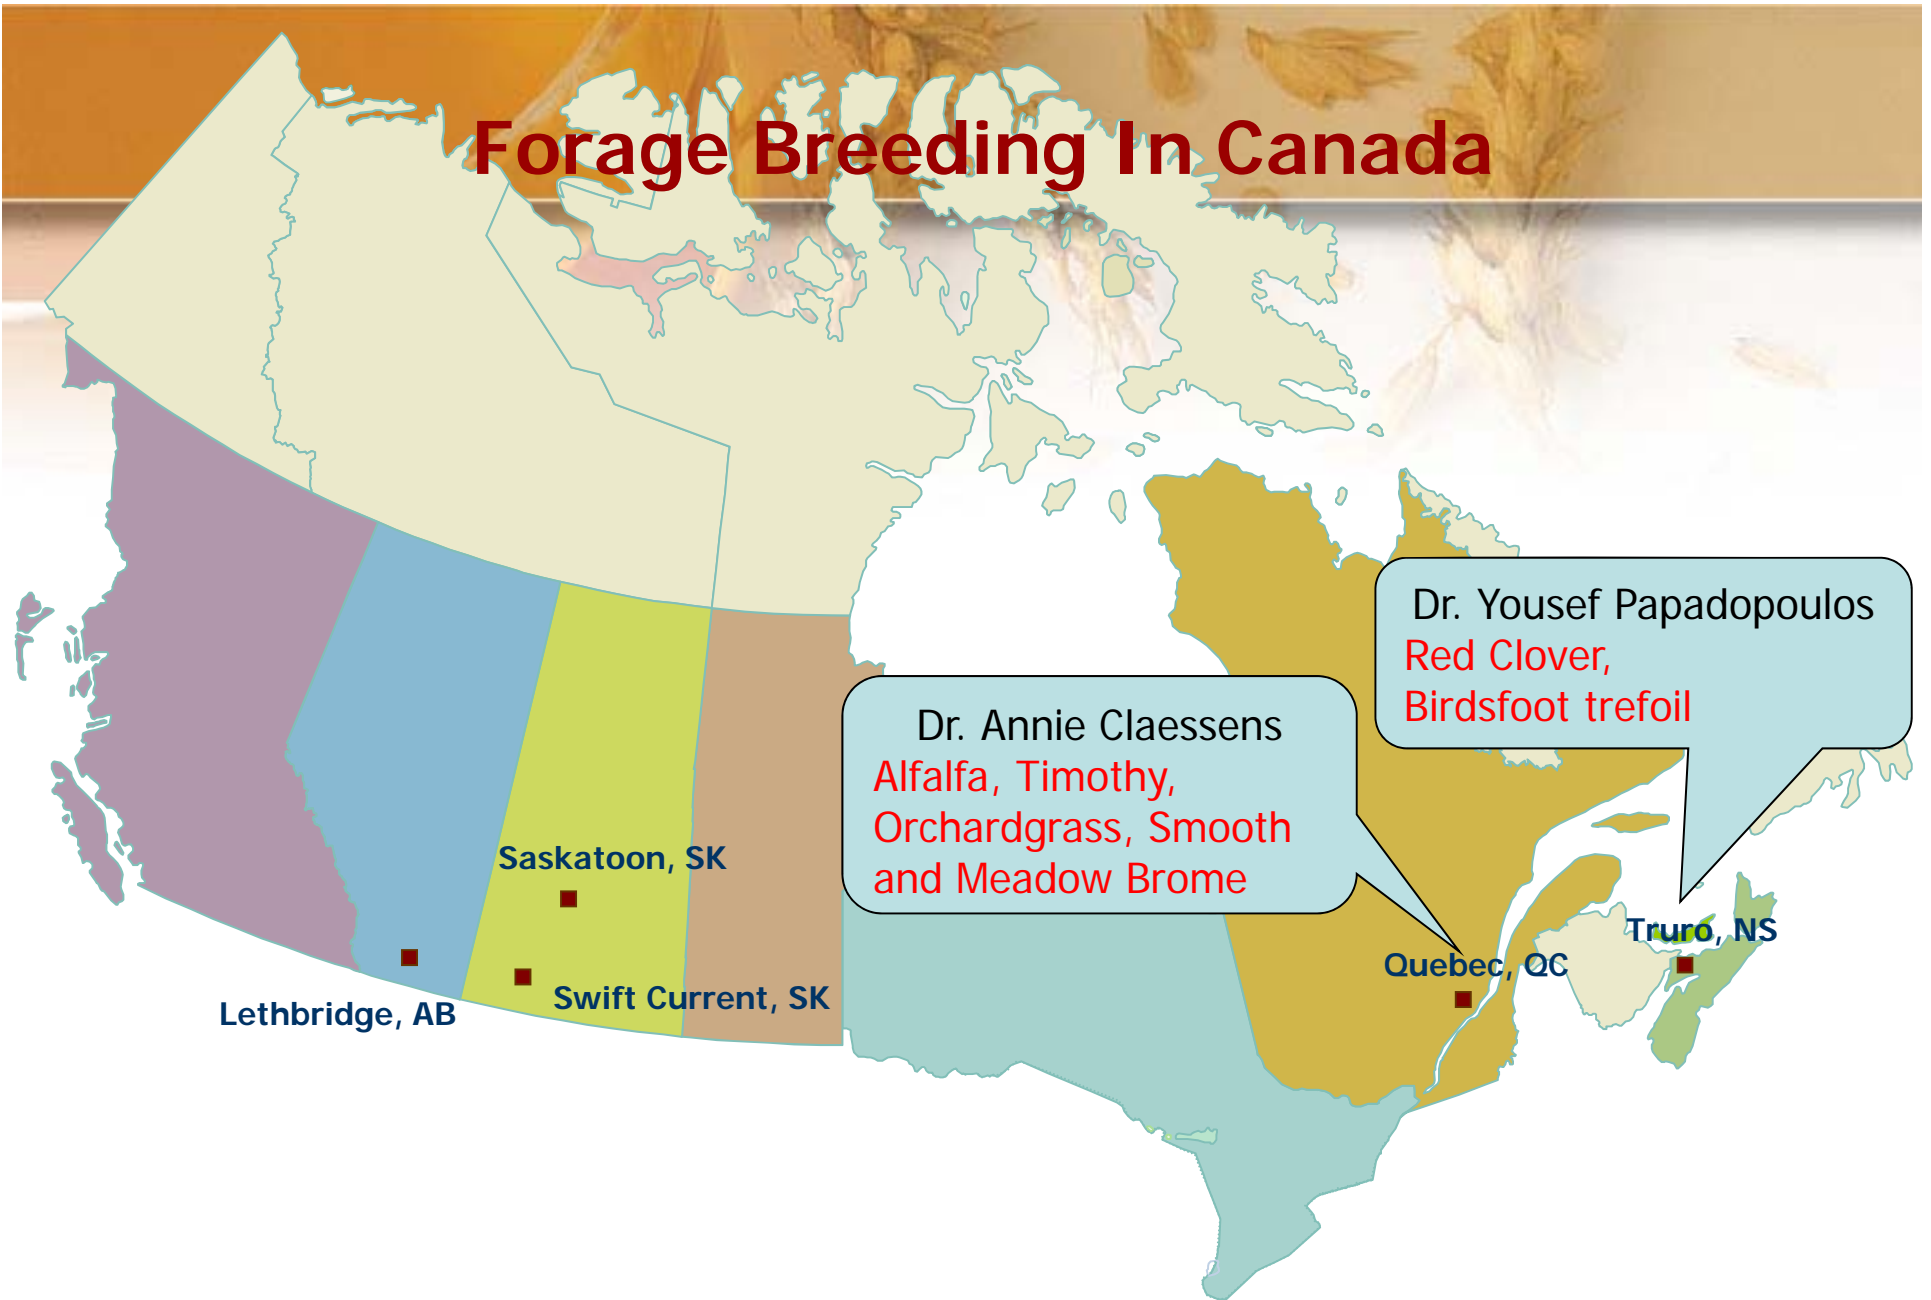 Forage Breeding In Canada
Dr. Yousef Papadopoulos
Red Clover,
Birdsfoot trefoil
Dr. Annie Claessens
Alfalfa, Timothy,
Orchardgrass, Smooth
and Meadow Brome
Saskatoon, SK
Truro, NS
Quebec, QC
Swift Current, SK
Lethbridge, AB